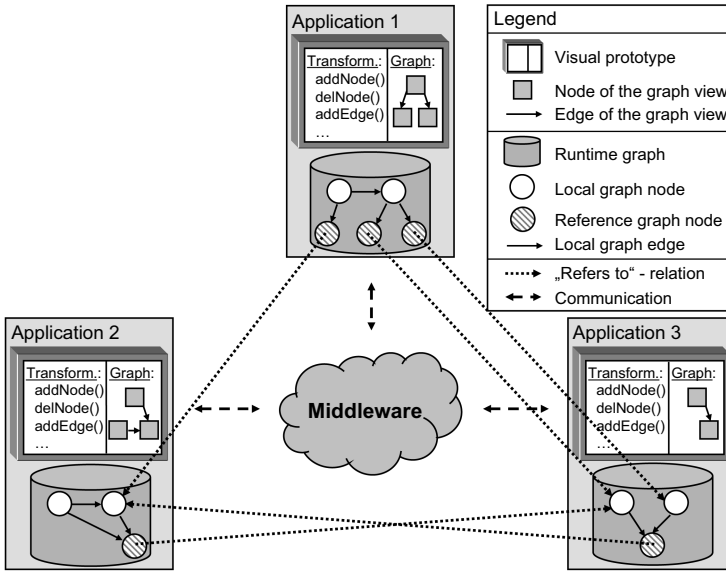 Application 1
Transform.: Graph:
addNode()
delNode()
addEdge()
…
Legend
Visual prototype
Node of the graph view
Edge of the graph view
Runtime graph
Local graph node
Reference graph node
Local graph edge
„Refers to“ - relation
Communication
Application 2
Transform.: Graph:
addNode()
delNode()
addEdge()
…
Middleware
Application 3
Transform.: Graph:
addNode()
delNode()
addEdge()
…